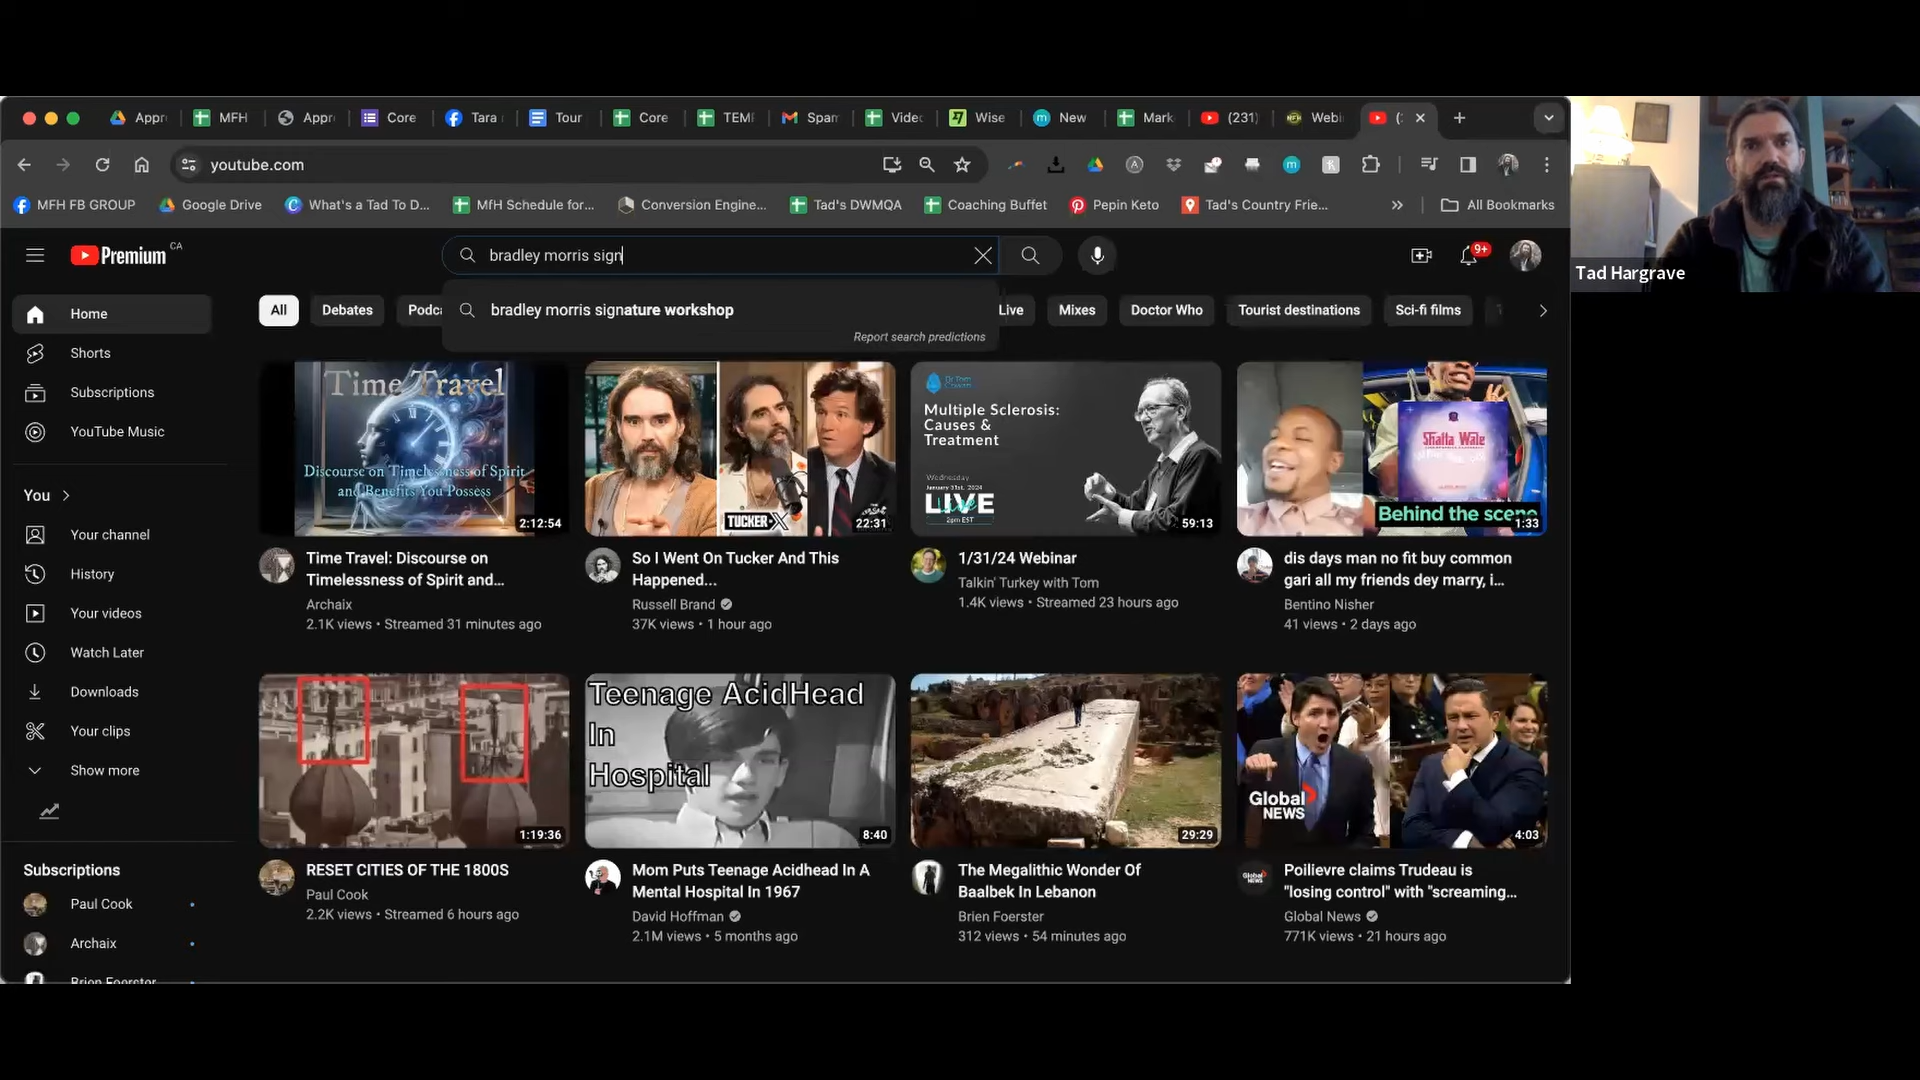 Appr
MFH
Appr
Core
Tara
Tour
Core
TEMF
Spam
Video
Wise
New
Mark
(231)
Webi
youtube.com
MFH FB GROUP
Google Drive
What's a Tad To D...
MfH Schedule for...
Conversion Engine...
Tad's DWMQA
Coaching Buffet
Pepin Keto
Tad's Country Frie...
All Bookmarks
Tad Hargrave
Premium CA
bradley morris sign
9+
bradley morris signature workshop
Report search predictions
All
Debates
Podca
Live
Mixes
Doctor Who
Tourist destinations
Sci-fi films
Home
Shorts
Subscriptions
YouTube Music
You
Your channel
History
Your videos
Watch Later
Downloads
Your clips
Show more
Subscriptions
Paul Cook
Archaix
Brien Foerster
Time Travel
Discourse on Timelessness of Spirit
and Benefits You Possess
2:12:54
Time Travel: Discourse on
Timelessness of Spirit and...
Archaix
2.1K views • Streamed 31 minutes ago
TUCKER X
22:31
So I Went On Tucker And This
Happened...
Russell Brand
37K views • 1 hour ago
Dr Tom
Cowan
Multiple Sclerosis:
Causes &
Treatment
Wednesday
January 31st, 2024
LIVE
2pm EST
59:13
1/31/24 Webinar
Talkin' Turkey with Tom
1.4K views • Streamed 23 hours ago
Shatta Wale
Behind the scene
1:33
dis days man no fit buy common
gari all my friends dey marry, i...
Bentino Nisher
41 views • 2 days ago
1:19:36
RESET CITIES OF THE 1800S
Paul Cook
2.2K views • Streamed 6 hours ago
Teenage AcidHead
In
Hospital
8:40
Mom Puts Teenage Acidhead In A
Mental Hospital In 1967
David Hoffman
2.1M views • 5 months ago
29:29
The Megalithic Wonder Of
Baalbek In Lebanon
Brien Foerster
312 views • 54 minutes ago
Global
NEWS
4:03
Poilievre claims Trudeau is
"losing control" with "screaming...
Global News
771K views • 21 hours ago